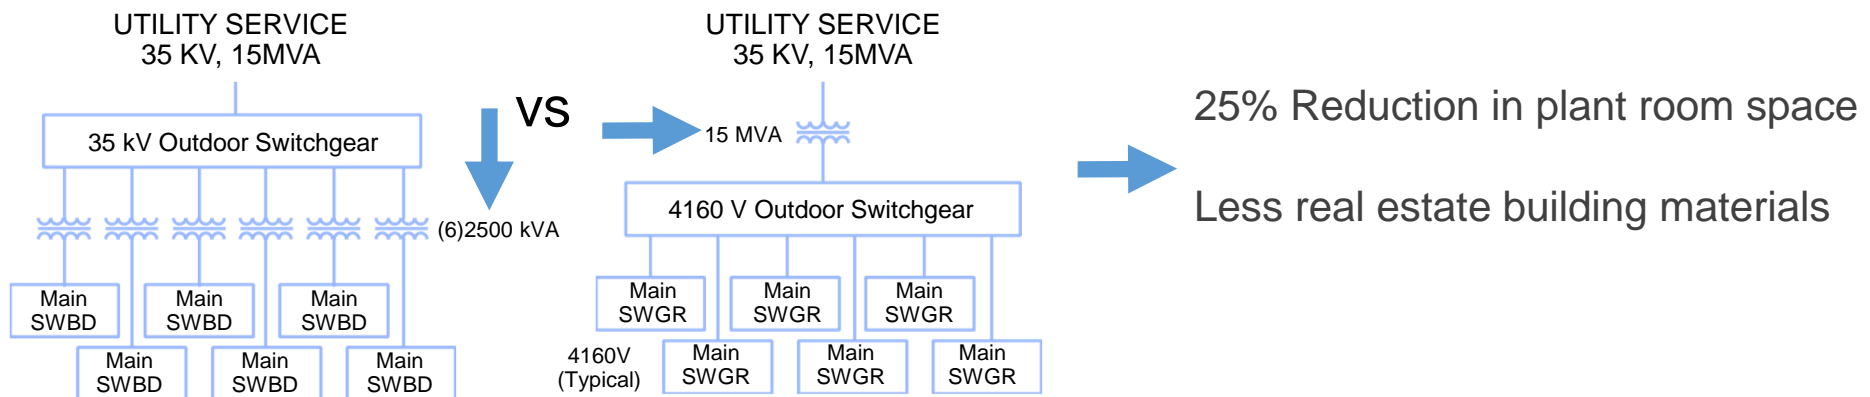 UTILITY SERVICE
35 KV, 15MVA
35 kV Outdoor Switchgear
(6)2500 kVA
Main
SWBD
Main
SWBD
Main
SWBD
Main
SWBD
Main
SWBD
Main
SWBD
VS
UTILITY SERVICE
35 KV, 15MVA
15 MVA
4160 V Outdoor Switchgear
Main
SWGR
Main
SWGR
Main
SWGR
4160V
(Typical)
Main
SWGR
Main
SWGR
Main
SWGR
25% Reduction in plant room space
Less real estate building materials